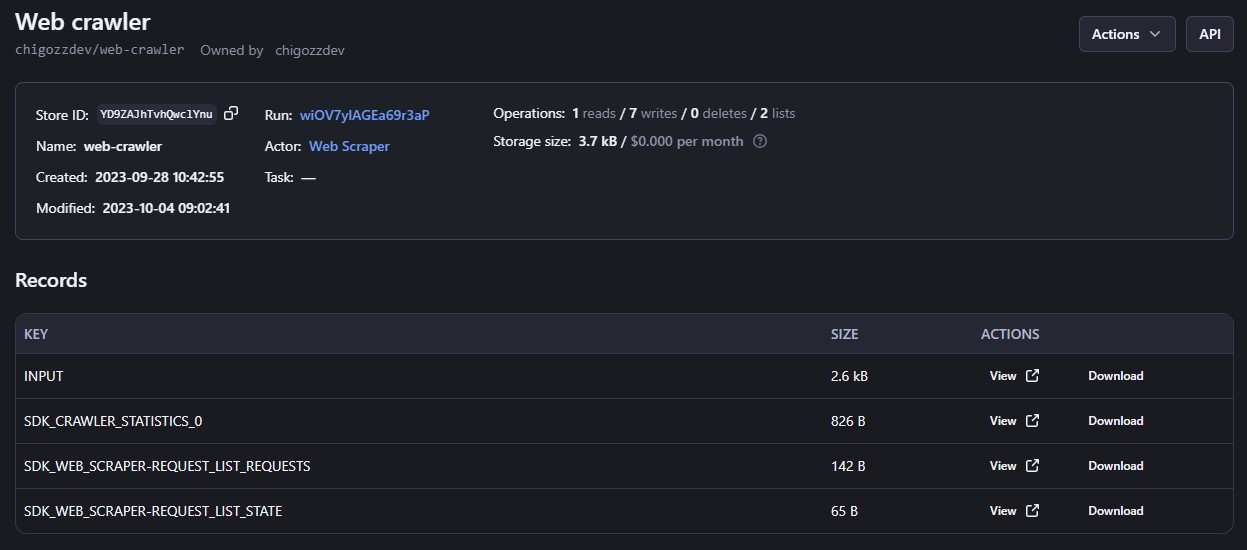 Web crawler
chigozzdev/web-crawler Owned by chigozzdev
Actions API
Store ID: YD9ZAJhTvhQwclYnu Run: wiOV7yIAGEa69r3aP Operations: 1 reads / 7 writes / 0 deletes / 2 lists
Name: web-crawler Actor: Web Scraper Storage size: 3.7 kB / $0.000 per month
Created: 2023-09-28 10:42:55 Task: —
Modified: 2023-10-04 09:02:41
Records
KEY SIZE ACTIONS
INPUT 2.6 kB View Download
SDK_CRAWLER_STATISTICS_0 826 B View Download
SDK_WEB_SCRAPER-REQUEST_LIST_REQUESTS 142 B View Download
SDK_WEB_SCRAPER-REQUEST_LIST_STATE 65 B View Download